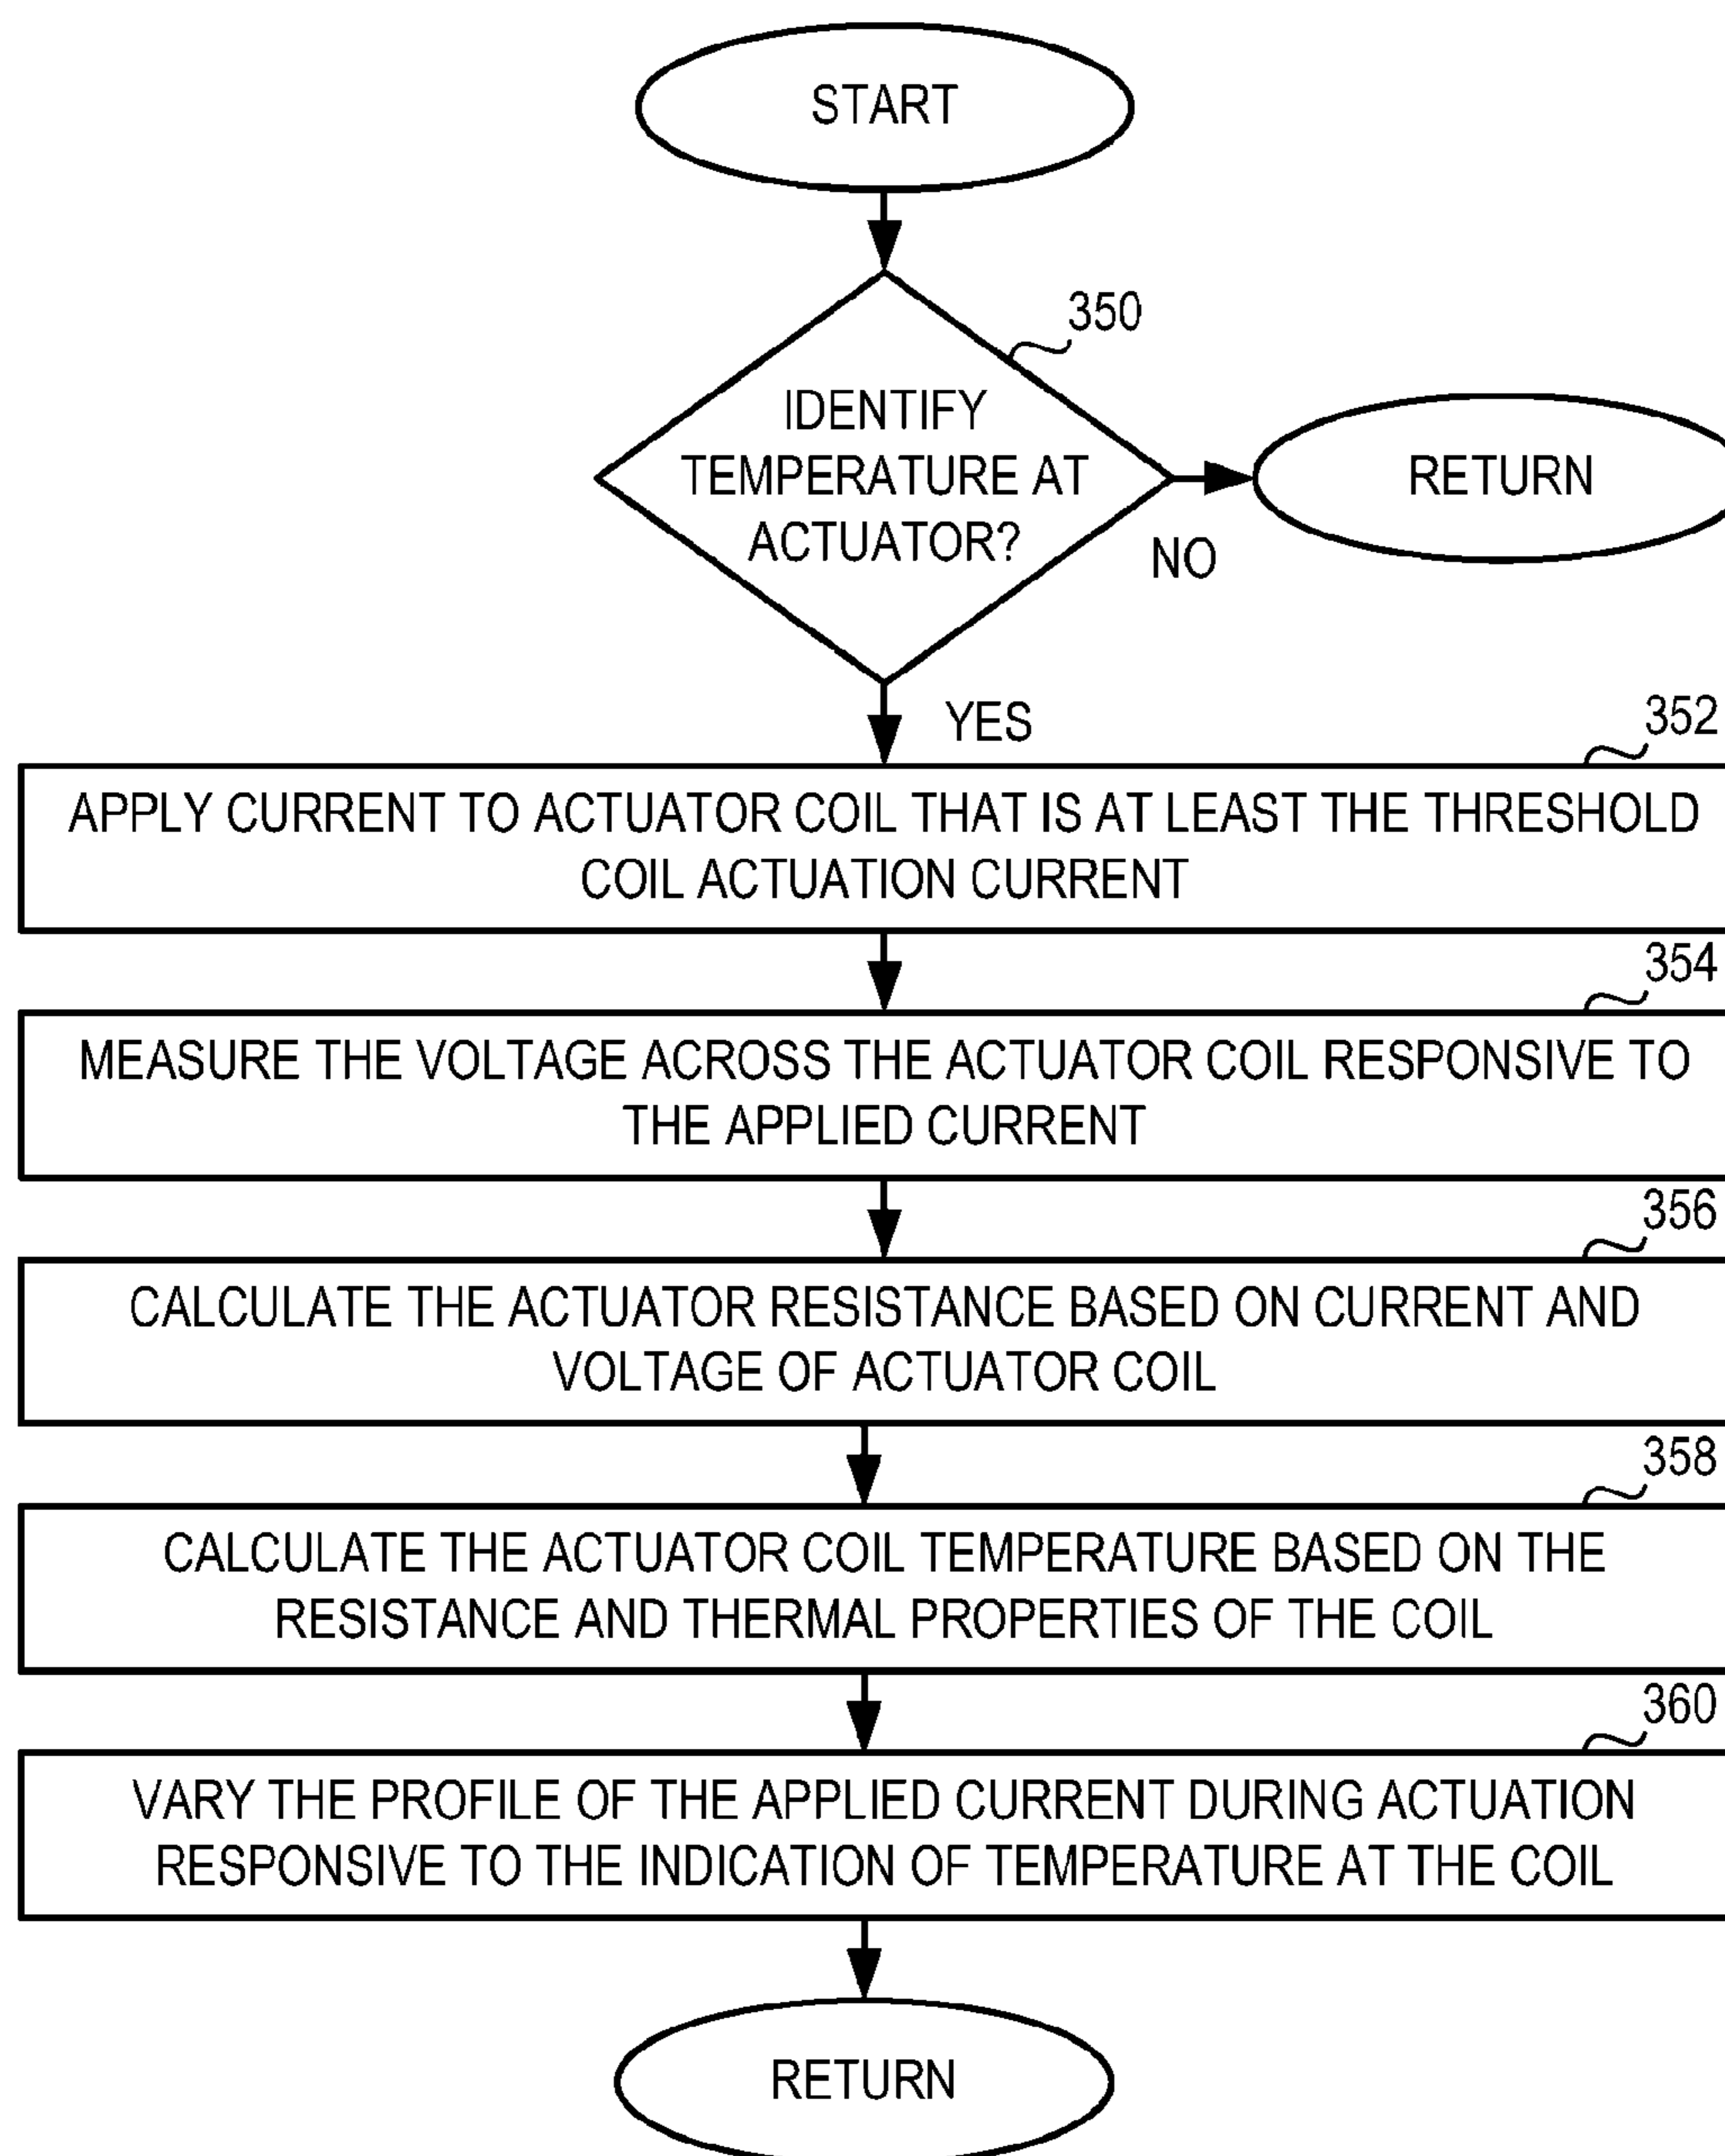 START
350
IDENTIFY
TEMPERATURE AT
ACTUATOR?
RETURN
NO
YES
352
APPLY CURRENT TO ACTUATOR COIL THAT IS AT LEAST THE THRESHOLD
COIL ACTUATION CURRENT
354
MEASURE THE VOLTAGE ACROSS THE ACTUATOR COIL RESPONSIVE TO
THE APPLIED CURRENT
356
CALCULATE THE ACTUATOR RESISTANCE BASED ON CURRENT AND
VOLTAGE OF ACTUATOR COIL
358
CALCULATE THE ACTUATOR COIL TEMPERATURE BASED ON THE
RESISTANCE AND THERMAL PROPERTIES OF THE COIL
360
VARY THE PROFILE OF THE APPLIED CURRENT DURING ACTUATION
RESPONSIVE TO THE INDICATION OF TEMPERATURE AT THE COIL
RETURN